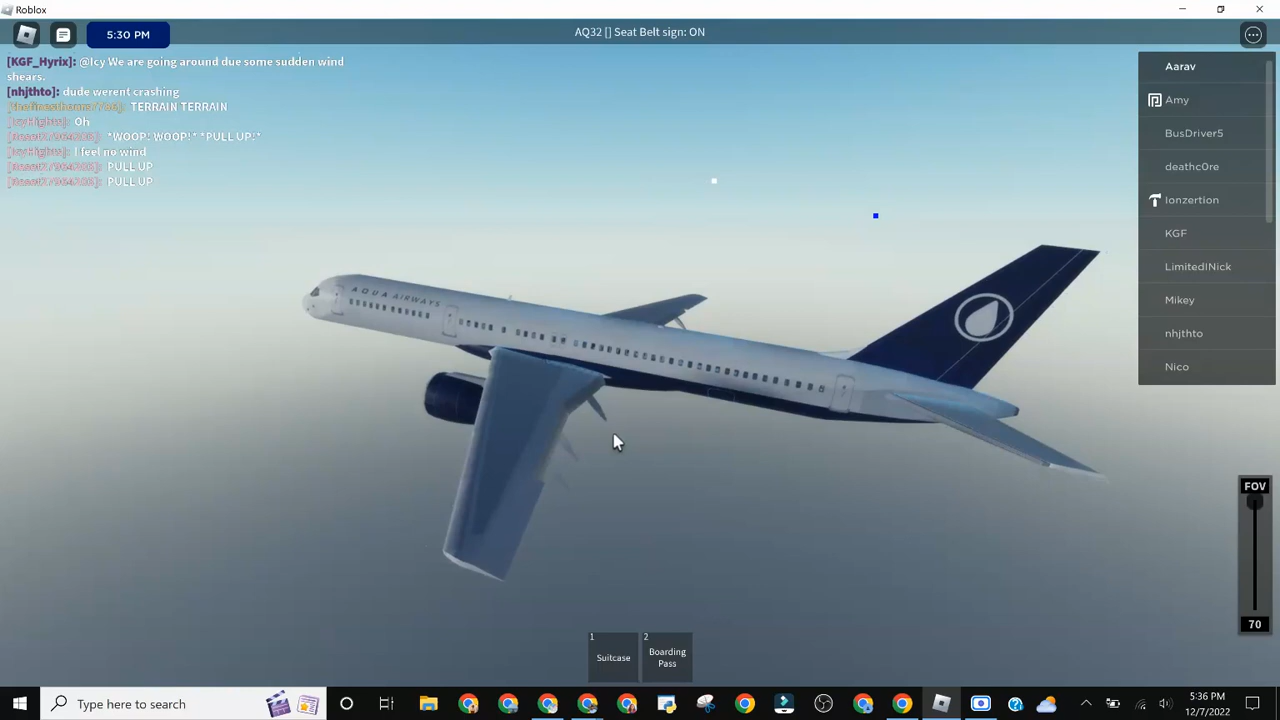 Roblox
5:30 PM
AQ32 [] Seat Belt sign: ON
[KGF_Hyrix]: @Icy We are going around due some sudden wind
shears.
[nhjthto]: dude werent crashing
TERRAIN TERRAIN
Oh
*WOOP! WOOP!* *PULL UP!*
I feel no wind
PULL UP
PULL UP
Aarav
Amy
BusDriver5
deathc0re
Ionzertion
KGF
LimitedINick
Mikey
nhjthto
Nico
AQUA AIRWAYS
FOV
70
1
Suitcase
2
Boarding
Pass
Type here to search
5:36 PM
12/7/2022